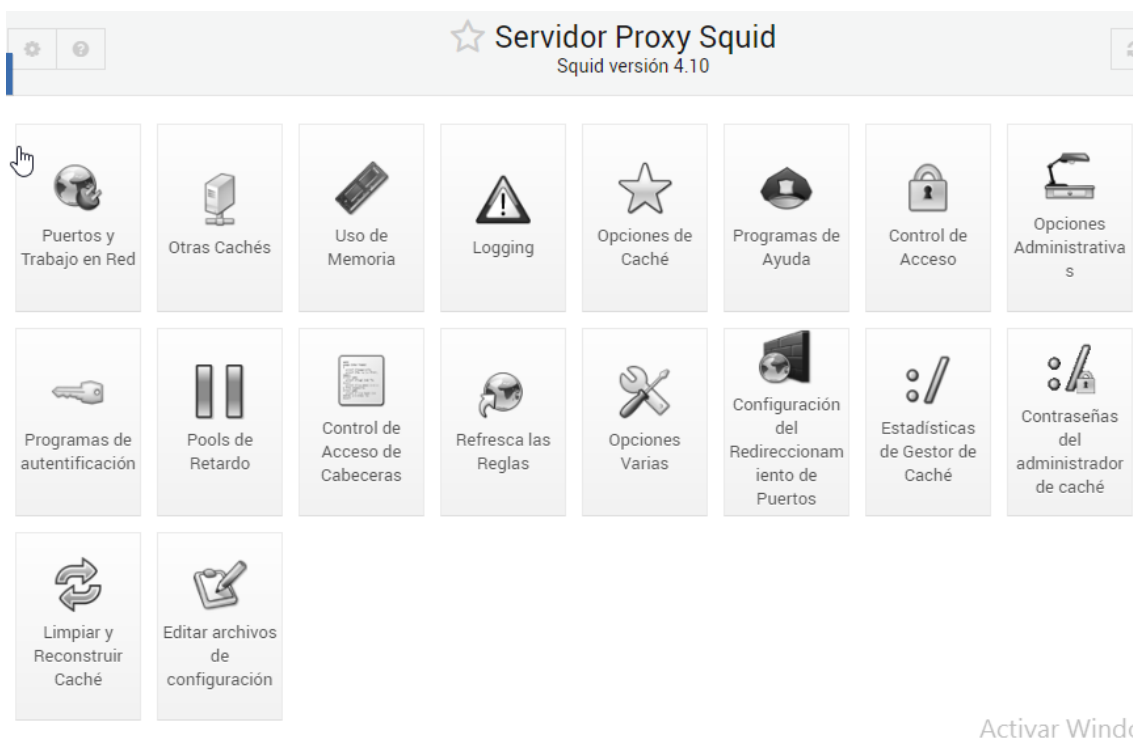 Servidor Proxy Squid
Squid versión 4.10
Puertos y
Trabajo en Red
Otras Cachés
Uso de
Memoria
Logging
Opciones de
Caché
Programas de
Ayuda
Control de
Acceso
Opciones
Administrativa
s
Programas de
autentificación
Pools de
Retardo
Control de
Acceso de
Cabeceras
Refresca las
Reglas
Opciones
Varias
Configuración
del
Redireccionam
iento de
Puertos
Estadísticas
de Gestor de
Caché
Contraseñas
del
administrador
de caché
Limpiar y
Reconstruir
Caché
Editar archivos
de
configuración
Activar Windo